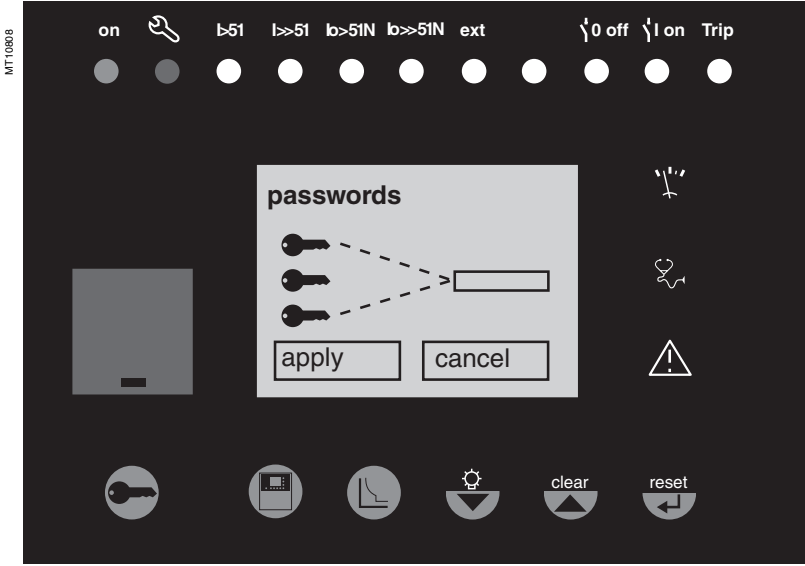 MT10808
on I>51 I>>51 Io>51N Io>>51N ext 0 off I on Trip
passwords
apply cancel
clear reset